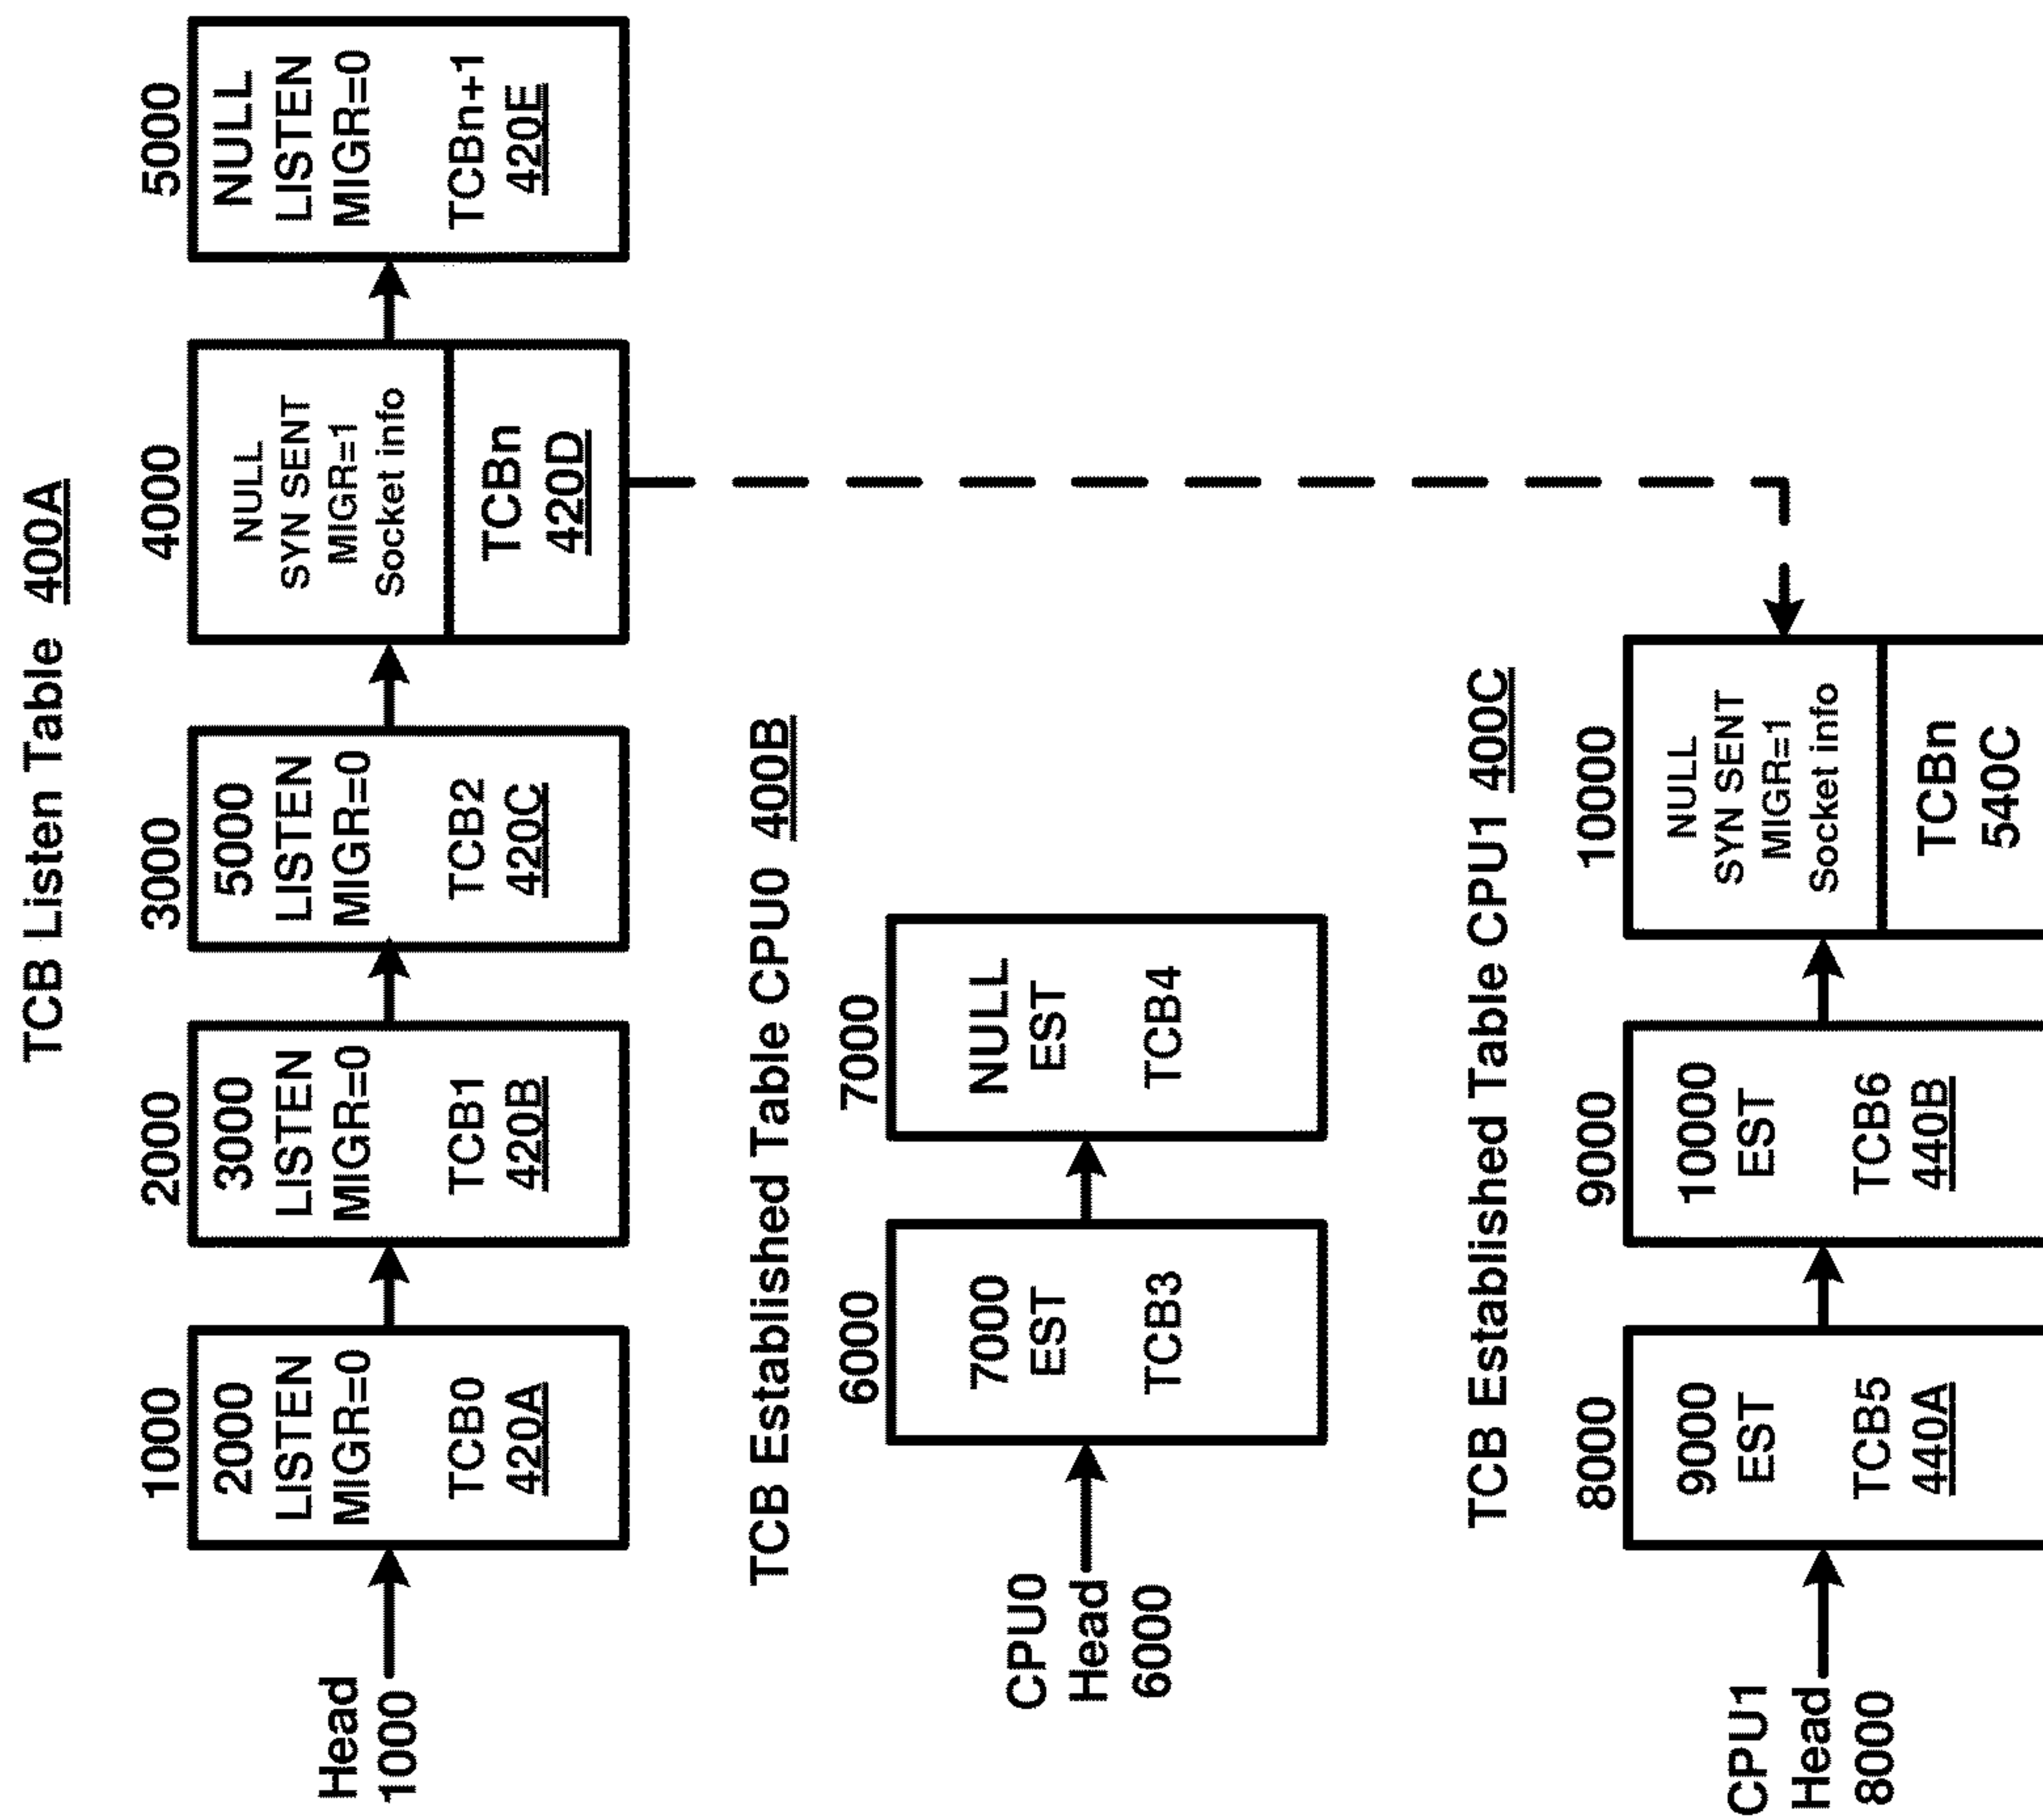 TCB Listen Table 400A
Head
1000
1000
2000
LISTEN
MIGR=0
TCB0
420A
2000
3000
LISTEN
MIGR=0
TCB1
420B
3000
5000
LISTEN
MIGR=0
TCB2
420C
4000
NULL
SYN SENT
MIGR=1
Socket info
TCBn
420D
5000
NULL
LISTEN
MIGR=0
TCBn+1
420E
TCB Established Table CPU0 400B
CPU0
Head
6000
6000
7000
EST
TCB3
7000
NULL
EST
TCB4
TCB Established Table CPU1 400C
CPU1
Head
8000
8000
9000
EST
TCB5
440A
9000
10000
EST
TCB6
440B
10000
NULL
SYN SENT
MIGR=1
Socket info
TCBn
540C